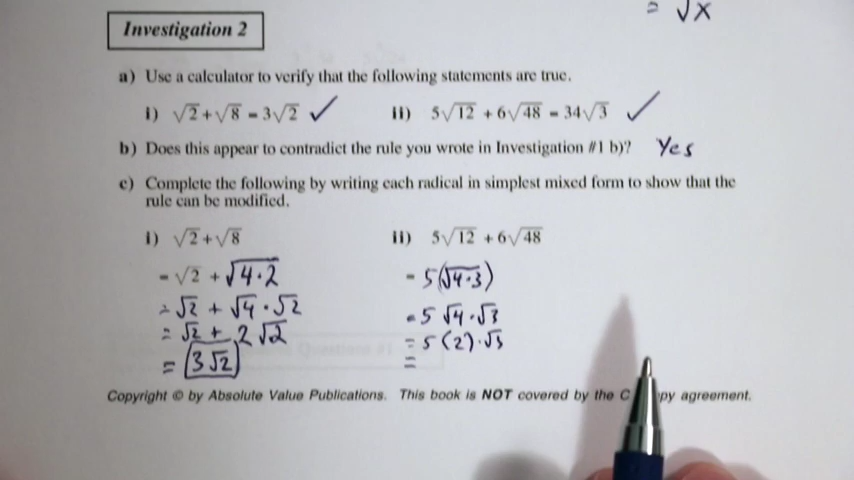 = √x
Investigation 2
a) Use a calculator to verify that the following statements are true.
i) √2 + √8 = 3√2 ✓ ii) 5√12 + 6√48 = 34√3 ✓
b) Does this appear to contradict the rule you wrote in Investigation #1 b)? Yes
c) Complete the following by writing each radical in simplest mixed form to show that the
rule can be modified.
i) √2 + √8 ii) 5√12 + 6√48
= √2 + √4·2 = 5(√4·3)
= √2 + √4 · √2 = 5 √4 · √3
= √2 + 2√2 = 5(2)·√3
= 3√2 =
Copyright © by Absolute Value Publications. This book is NOT covered by the C py agreement.